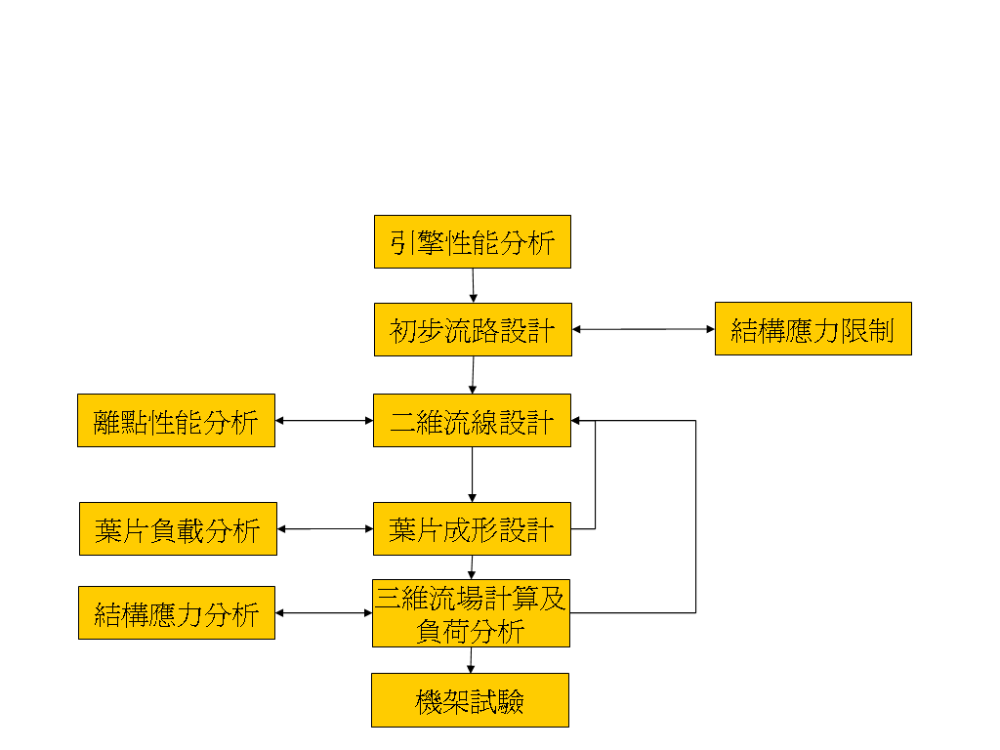 引擎性能分析
初步流路設計
結構應力限制
離點性能分析
二維流線設計
葉片負載分析
葉片成形設計
結構應力分析
三維流場計算及
負荷分析
機架試驗